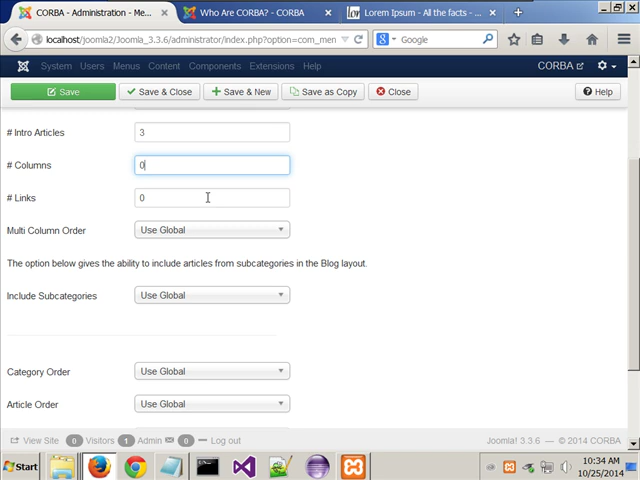 CORBA - Administration - Me...
Who Are CORBA? - CORBA
Lorem Ipsum - All the facts - ...
localhost/joomla2/Joomla_3.3.6/administrator/index.php?option=com_men
Google
System Users Menus Content Components Extensions Help
CORBA
Save
Save & Close
Save & New
Save as Copy
Close
Help
# Intro Articles 3
# Columns 0
# Links 0
Multi Column Order Use Global
The option below gives the ability to include articles from subcategories in the Blog layout.
Include Subcategories Use Global
Category Order Use Global
Article Order Use Global
View Site 0 Visitors 1 Admin 0 Log out
Joomla! 3.3.6 — © 2014 CORBA
Start
10:34 AM
10/25/2014